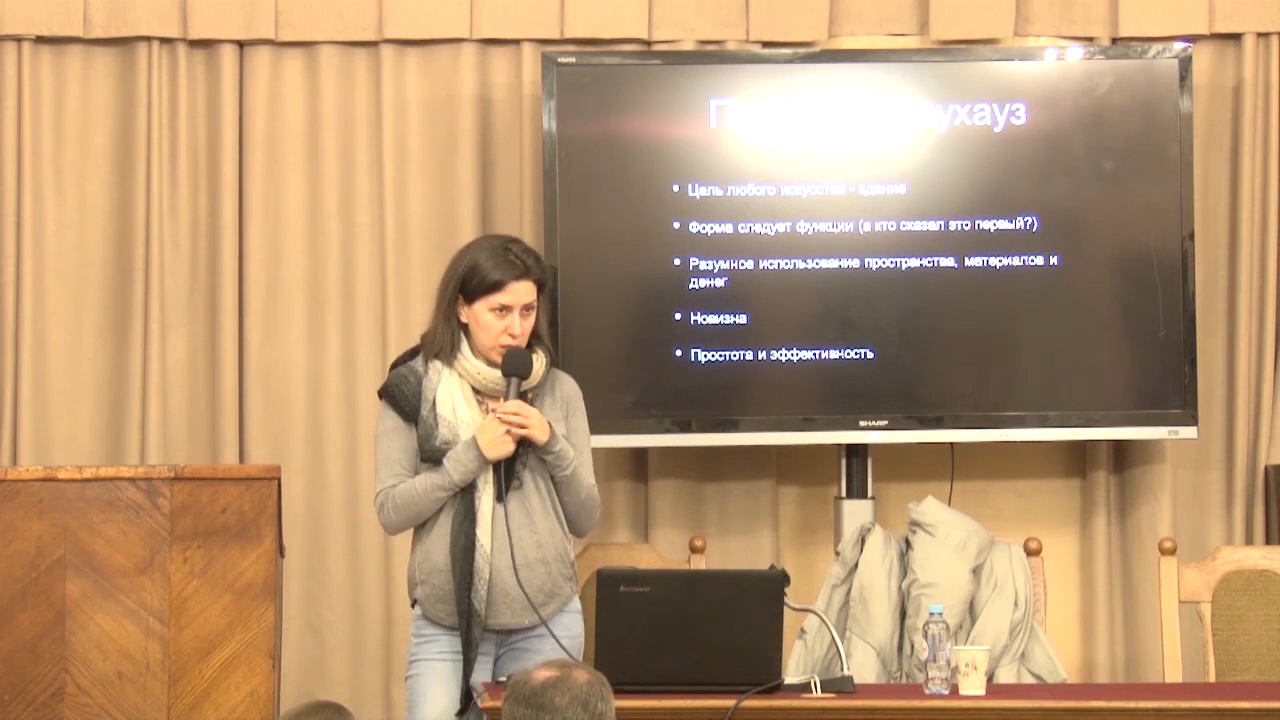 ухауз
• Цель любого искусства - здание
• Форма следует функции (а кто сказал это первый?)
• Разумное использование пространства, материалов и
денег
• Новизна
• Простота и эффективность
SHARP
lenovo